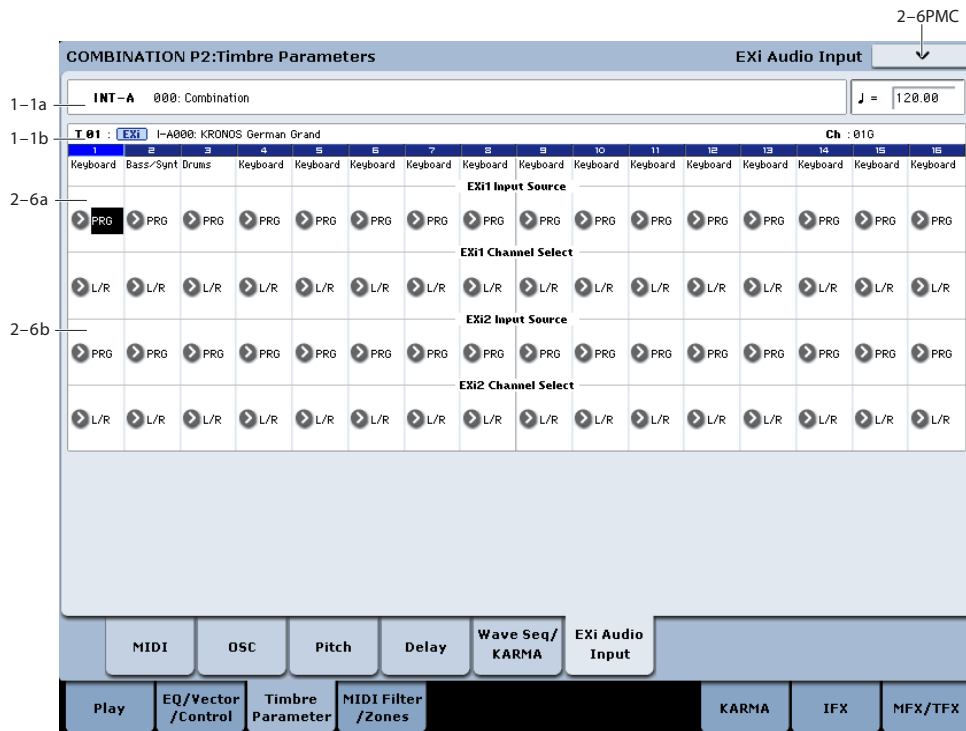 2–6PMC
COMBINATION P2:Timbre Parameters EXi Audio Input
1–1a
INT-A 000: Combination ♩ = 120.00
1–1b
T 01 : EXi I-A000: KRONOS German Grand Ch : 01G
1 2 3 4 5 6 7 8 9 10 11 12 13 14 15 16
Keyboard Bass/Synt Drums Keyboard Keyboard Keyboard Keyboard Keyboard Keyboard Keyboard Keyboard Keyboard Keyboard Keyboard Keyboard Keyboard
EXi1 Input Source
2–6a
PRG PRG PRG PRG PRG PRG PRG PRG PRG PRG PRG PRG PRG PRG PRG PRG
EXi1 Channel Select
L/R L/R L/R L/R L/R L/R L/R L/R L/R L/R L/R L/R L/R L/R L/R L/R
EXi2 Input Source
2–6b
PRG PRG PRG PRG PRG PRG PRG PRG PRG PRG PRG PRG PRG PRG PRG PRG
EXi2 Channel Select
L/R L/R L/R L/R L/R L/R L/R L/R L/R L/R L/R L/R L/R L/R L/R L/R
MIDI
OSC
Pitch
Delay
Wave Seq/
KARMA
EXi Audio
Input
Play
EQ/Vector
/Control
Timbre
Parameter
MIDI Filter
/Zones
KARMA
IFX
MFX/TFX